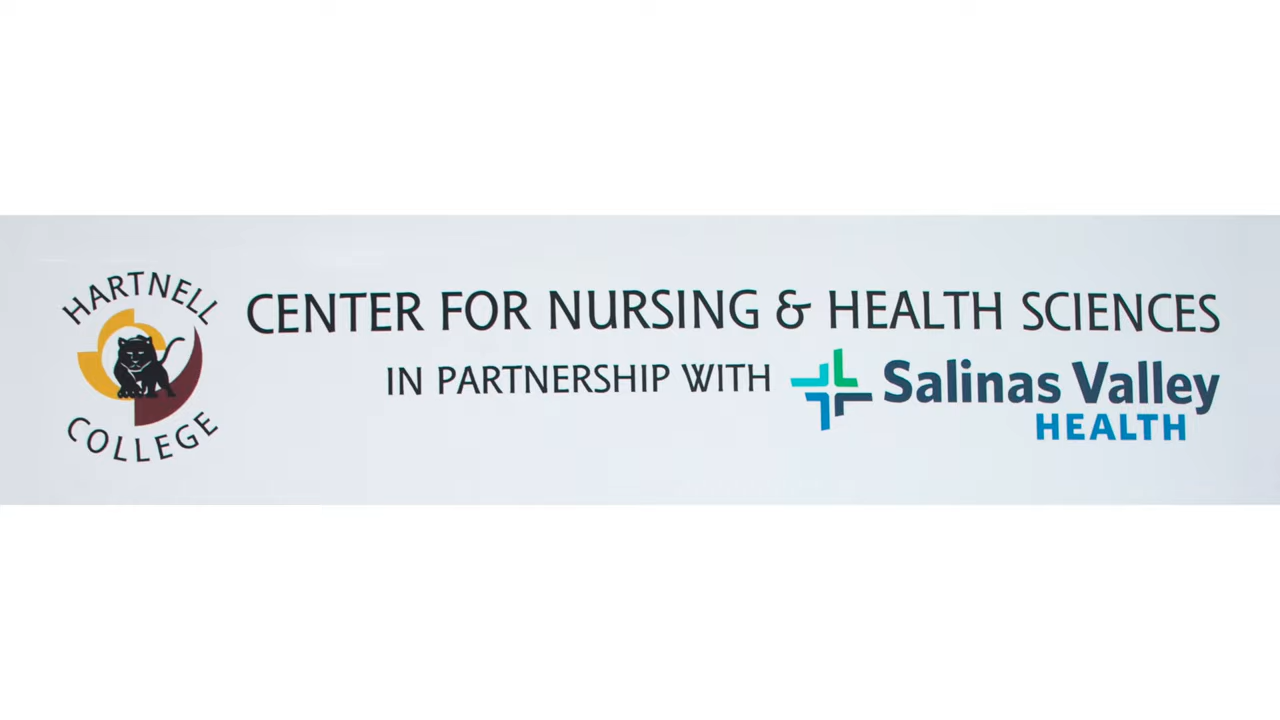 HARTNELL
COLLEGE
CENTER FOR NURSING & HEALTH SCIENCES
IN PARTNERSHIP WITH
Salinas Valley
HEALTH